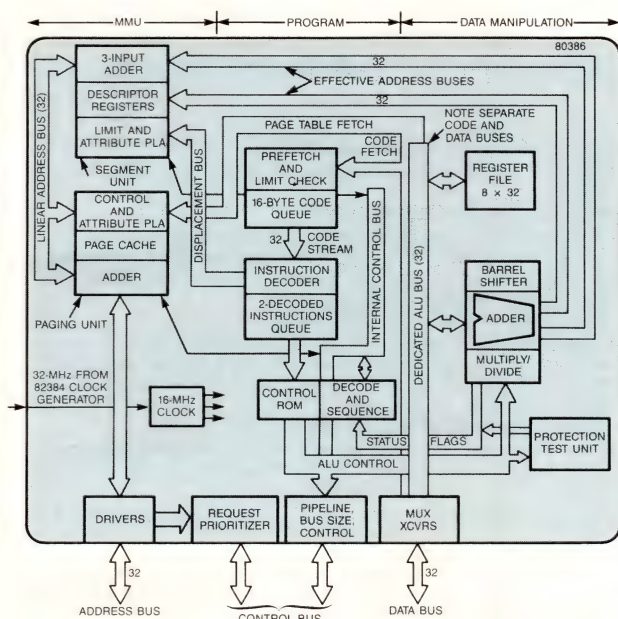 MMU
PROGRAM
DATA MANIPULATION
80386
3-INPUT
ADDER
DESCRIPTOR
REGISTERS
LIMIT AND
ATTRIBUTE PLA
SEGMENT
UNIT
LINEAR ADDRESS BUS (32)
CONTROL
AND
ATTRIBUTE PLA
PAGE CACHE
ADDER
PAGING UNIT
32
EFFECTIVE ADDRESS BUSES
32
PAGE TABLE FETCH
DISPLACEMENT BUS
CODE
FETCH
PREFETCH
AND
LIMIT CHECK
16-BYTE CODE
QUEUE
32
CODE
STREAM
INSTRUCTION
DECODER
2-DECODED
INSTRUCTIONS
QUEUE
INTERNAL CONTROL BUS
NOTE SEPARATE
CODE AND
DATA BUSES
REGISTER
FILE
8 × 32
DEDICATED ALU BUS (32)
BARREL
SHIFTER
ADDER
MULTIPLY/
DIVIDE
32-MHz FROM
82384 CLOCK
GENERATOR
16-MHz
CLOCK
CONTROL
ROM
DECODE
AND
SEQUENCE
STATUS FLAGS
ALU CONTROL
PROTECTION
TEST UNIT
DRIVERS
REQUEST
PRIORITIZER
PIPELINE,
BUS SIZE,
CONTROL
MUX
XCVRS
32
32
ADDRESS BUS
CONTROL BUS
DATA BUS